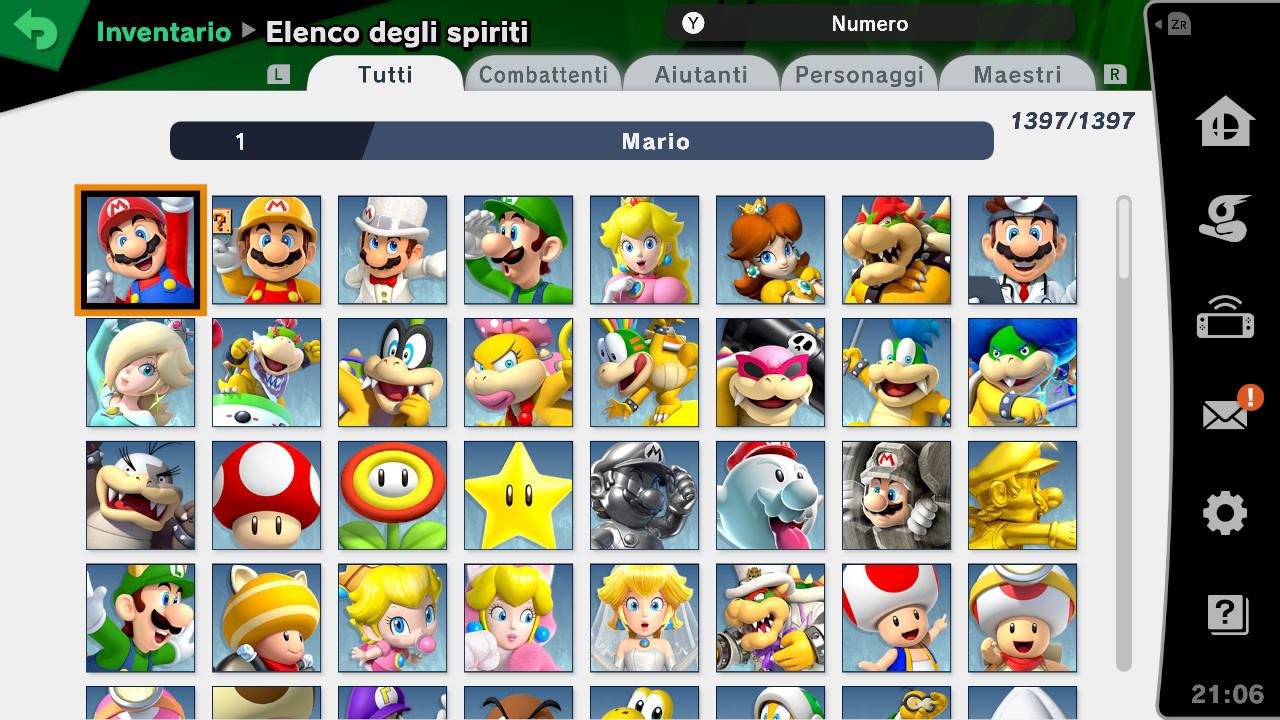 Inventario ▶ Elenco degli spiriti
Y Numero
ZR
L Tutti Combattenti Aiutanti Personaggi Maestri R
1 Mario
1397/1397
21:06